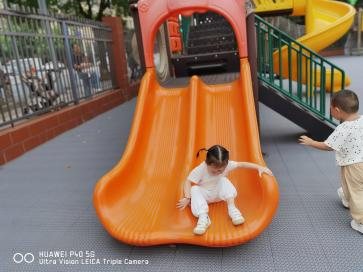 HUAWEI P40 5G
Ultra Vision LEICA Triple Camera